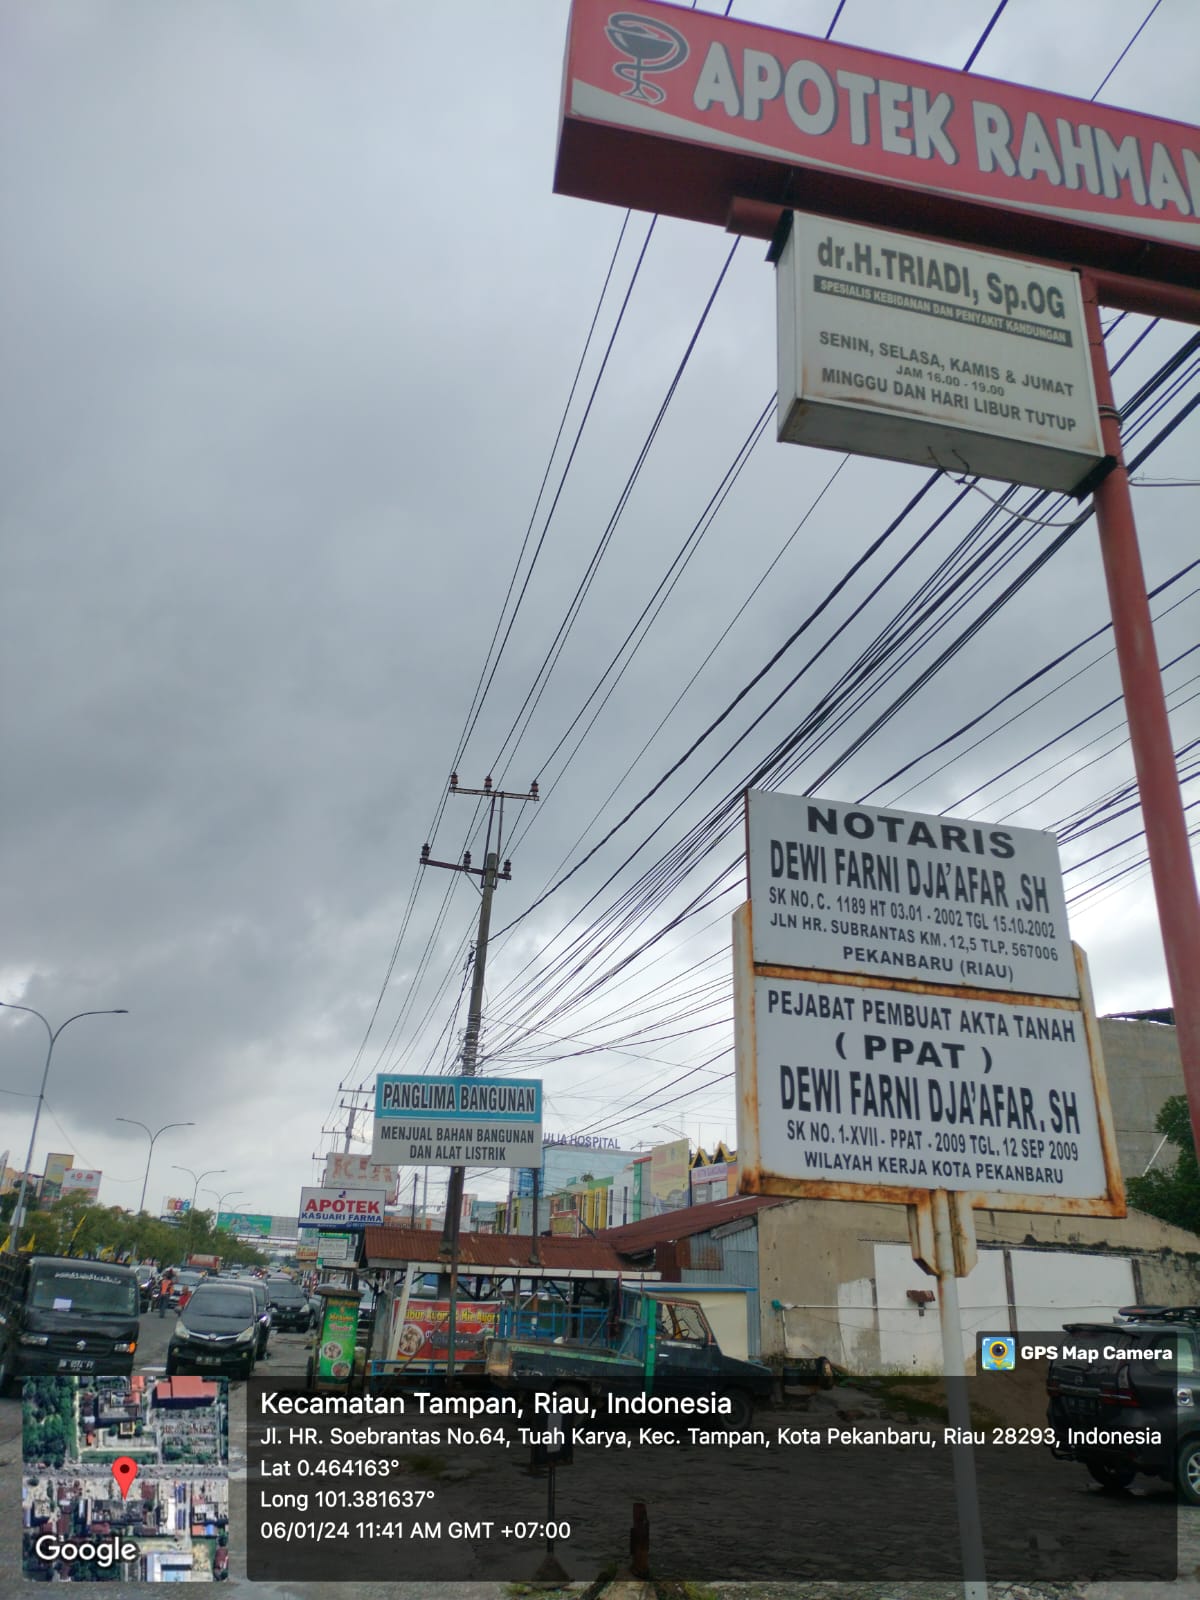 APOTEK RAHMA
dr.H.TRIADI, Sp.OG
SPESIALIS KEBIDANAN DAN PENYAKIT KANDUNGAN
SENIN, SELASA, KAMIS & JUMAT
JAM 16.00 - 19.00
MINGGU DAN HARI LIBUR TUTUP
NOTARIS
DEWI FARNI DJA'AFAR .SH
SK NO. C. 1189 HT 03.01 - 2002 TGL 15-10-2002
JLN HR. SUBRANTAS KM. 12,5 TLP. 567006
PEKANBARU (RIAU)
PEJABAT PEMBUAT AKTA TANAH
( PPAT )
DEWI FARNI DJA'AFAR. SH
SK NO. 1-XVII - PPAT - 2009 TGL. 12 SEP 2009
WILAYAH KERJA KOTA PEKANBARU
PANGLIMA BANGUNAN
MENJUAL BAHAN BANGUNAN
DAN ALAT LISTRIK
ULIA HOSPITAL
APOTEK
KASUARI FARMA
GPS Map Camera
Kecamatan Tampan, Riau, Indonesia
Jl. HR. Soebrantas No.64, Tuah Karya, Kec. Tampan, Kota Pekanbaru, Riau 28293, Indonesia
Lat 0.464163°
Long 101.381637°
06/01/24 11:41 AM GMT +07:00
Google